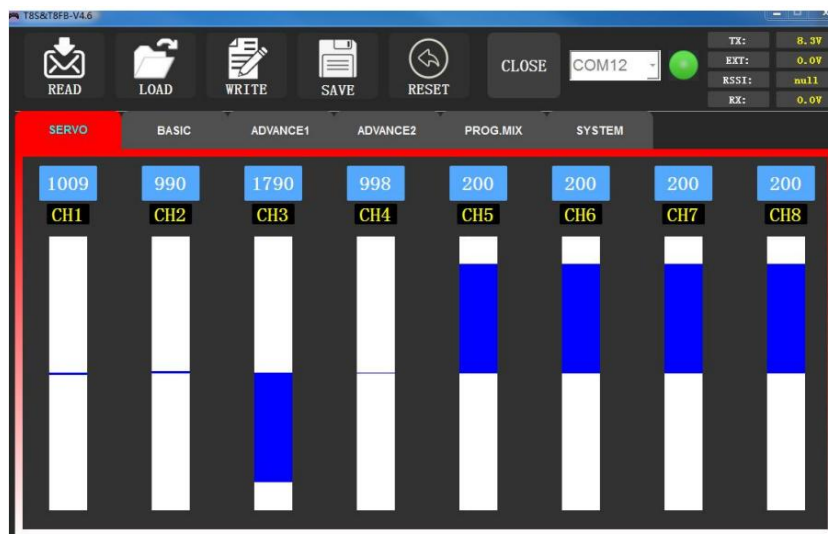 T8S&T8FB-V4.6
READ LOAD WRITE SAVE RESET CLOSE COM12
TX: 8.3V
EXT: 0.0V
RSSI: null
RX: 0.0V
SERVO BASIC ADVANCE1 ADVANCE2 PROG.MIX SYSTEM
1009 990 1790 998 200 200 200 200
CH1 CH2 CH3 CH4 CH5 CH6 CH7 CH8